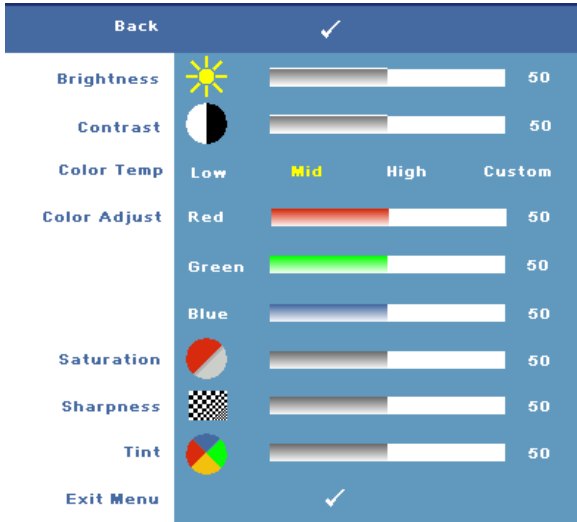 Back
Brightness 50
Contrast 50
Color Temp Low Mid High Custom
Color Adjust Red 50
Green 50
Blue 50
Saturation 50
Sharpness 50
Tint 50
Exit Menu